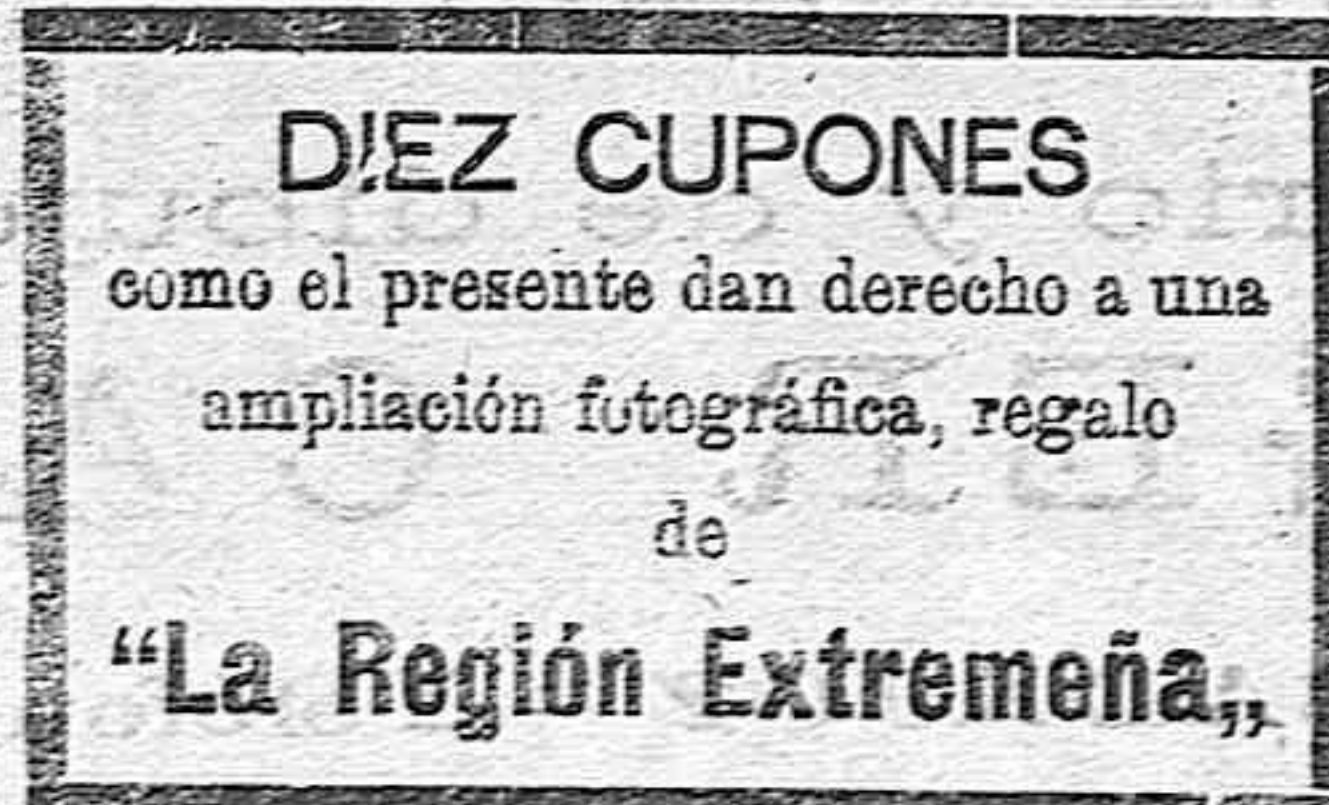 DIEZ CUPONES
como el presente dan derecho a una
ampliación fotográfica, regalo
de
“La Región Extremeña„